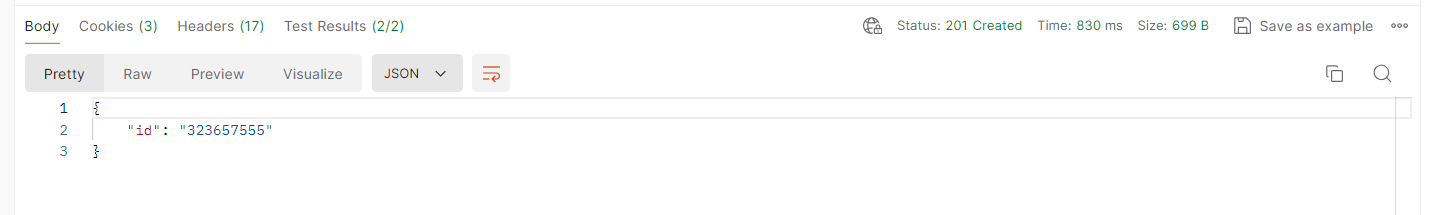 Body Cookies (3) Headers (17) Test Results (2/2) Status: 201 Created Time: 830 ms Size: 699 B Save as example
Pretty Raw Preview Visualize JSON
1 {
2 "id": "323657555"
3 }